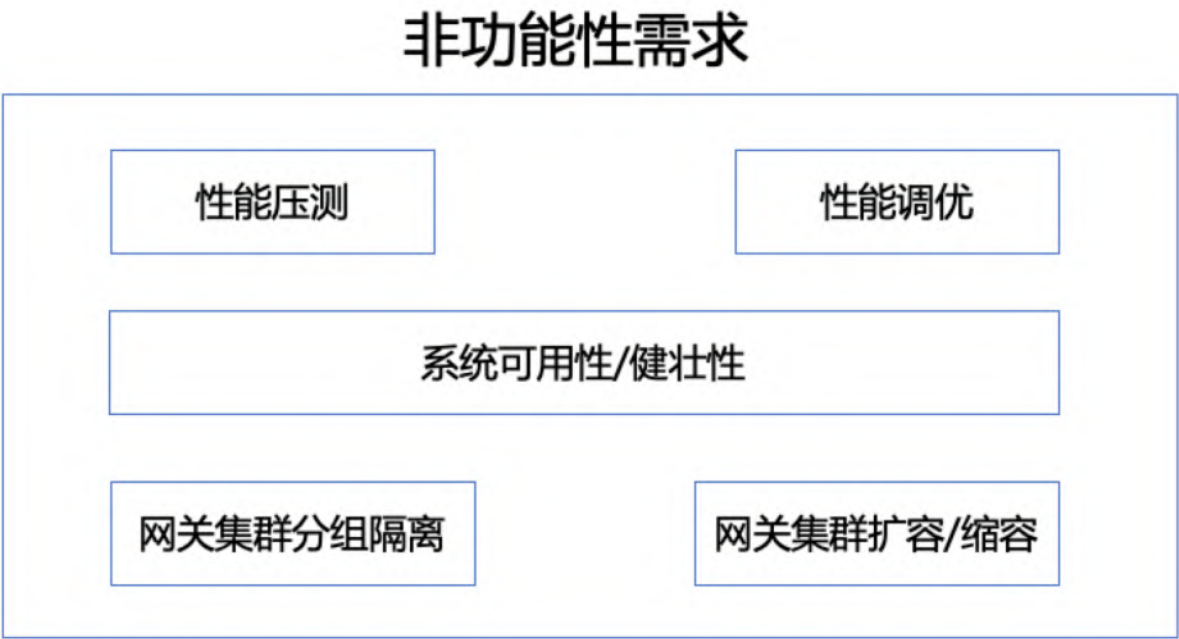 非功能性需求
性能压测
性能调优
系统可用性/健壮性
网关集群分组隔离
网关集群扩容/缩容